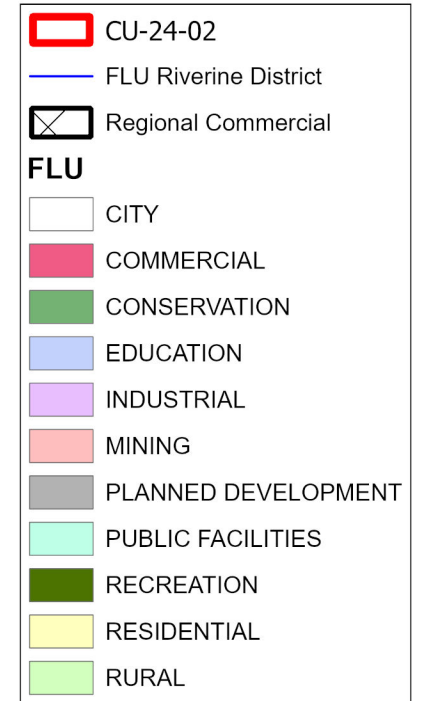 CU-24-02
FLU Riverine District
Regional Commercial
FLU
CITY
COMMERCIAL
CONSERVATION
EDUCATION
INDUSTRIAL
MINING
PLANNED DEVELOPMENT
PUBLIC FACILITIES
RECREATION
RESIDENTIAL
RURAL